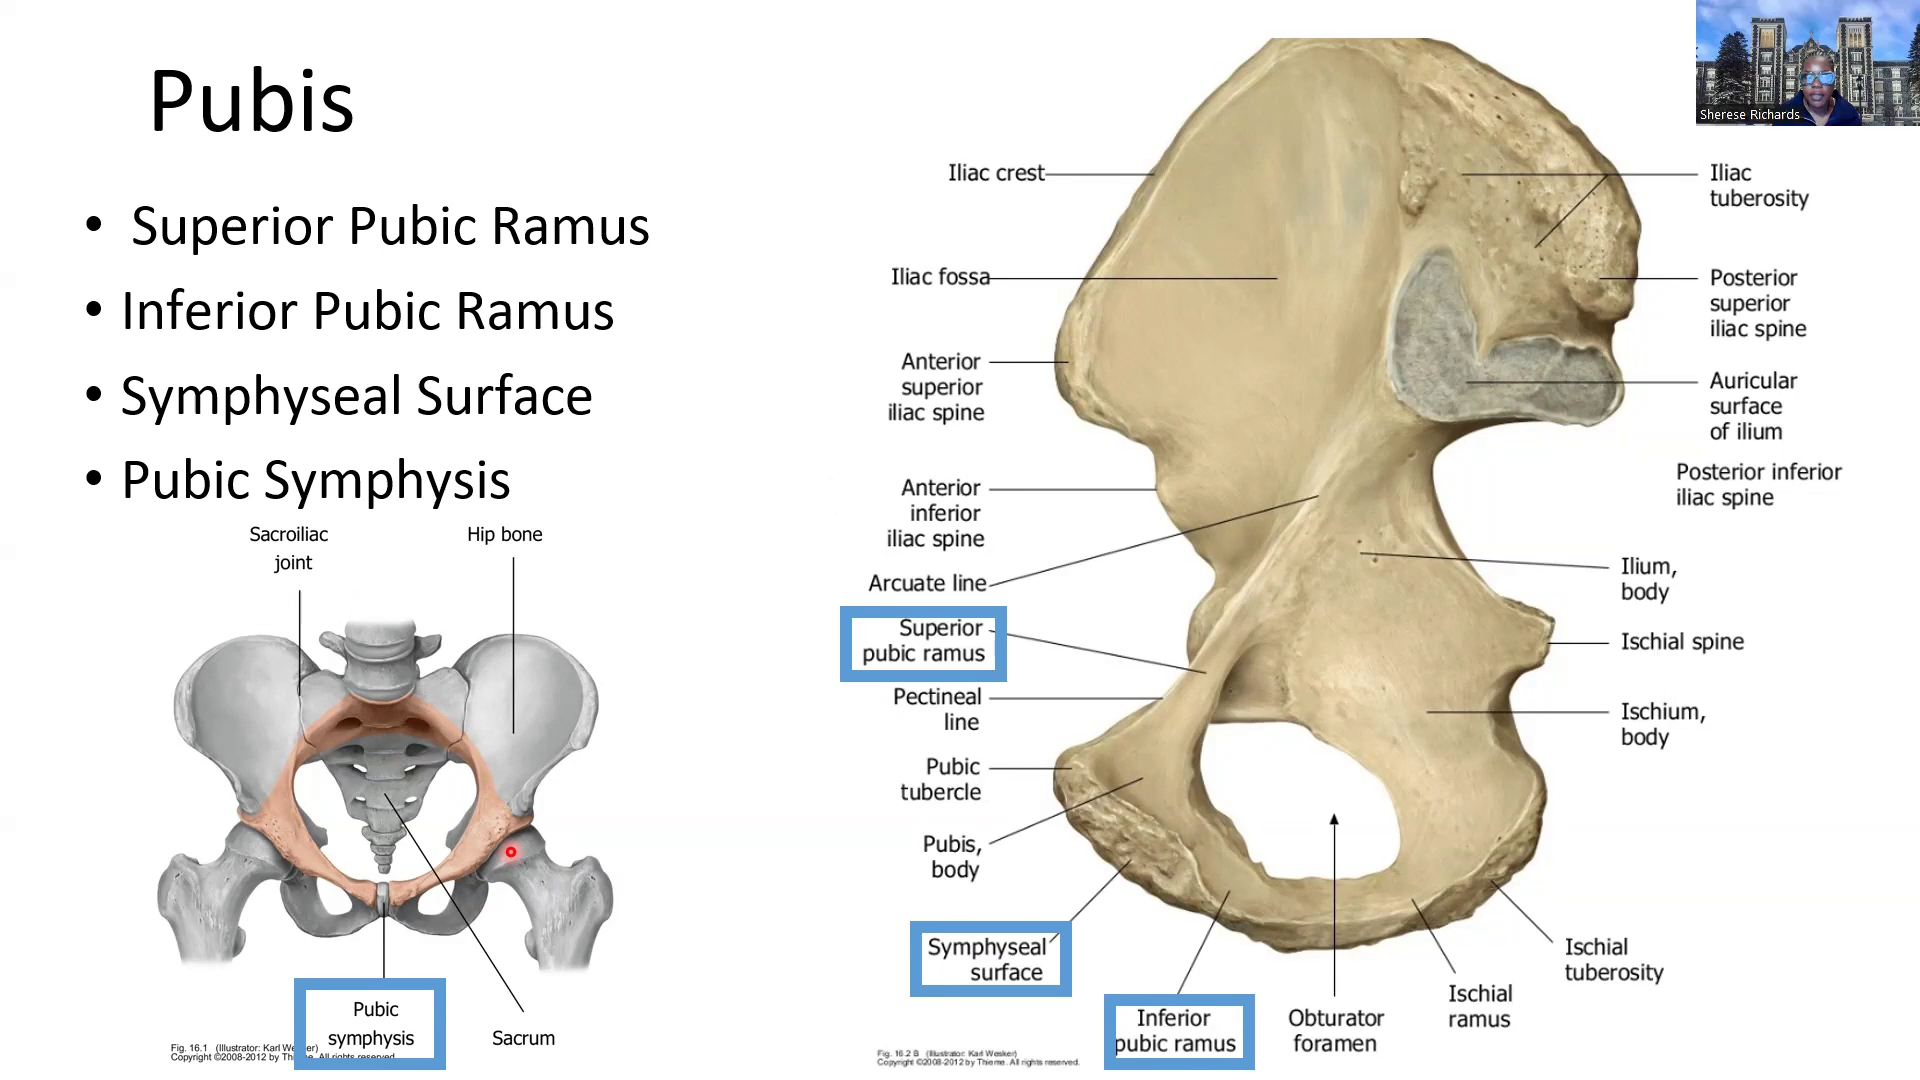 Pubis
• Superior Pubic Ramus
• Inferior Pubic Ramus
• Symphyseal Surface
• Pubic Symphysis
Sacroiliac
joint
Hip bone
Pubic
symphysis
Sacrum
Fig. 16.1 (Illustrator: Karl Wesker)
Copyright ©2008-2012 by Thieme. All rights reserved.
Iliac crest
Iliac fossa
Anterior
superior
iliac spine
Anterior
inferior
iliac spine
Arcuate line
Superior
pubic ramus
Pectineal
line
Pubic
tubercle
Pubis,
body
Symphyseal
surface
Inferior
pubic ramus
Obturator
foramen
Ischial
ramus
Ischial
tuberosity
Ischium,
body
Ischial spine
Ilium,
body
Posterior inferior
iliac spine
Auricular
surface
of ilium
Posterior
superior
iliac spine
Iliac
tuberosity
Fig. 16.2 B (Illustrator: Karl Wesker)
Copyright ©2008-2012 by Thieme. All rights reserved.
Sherese Richards